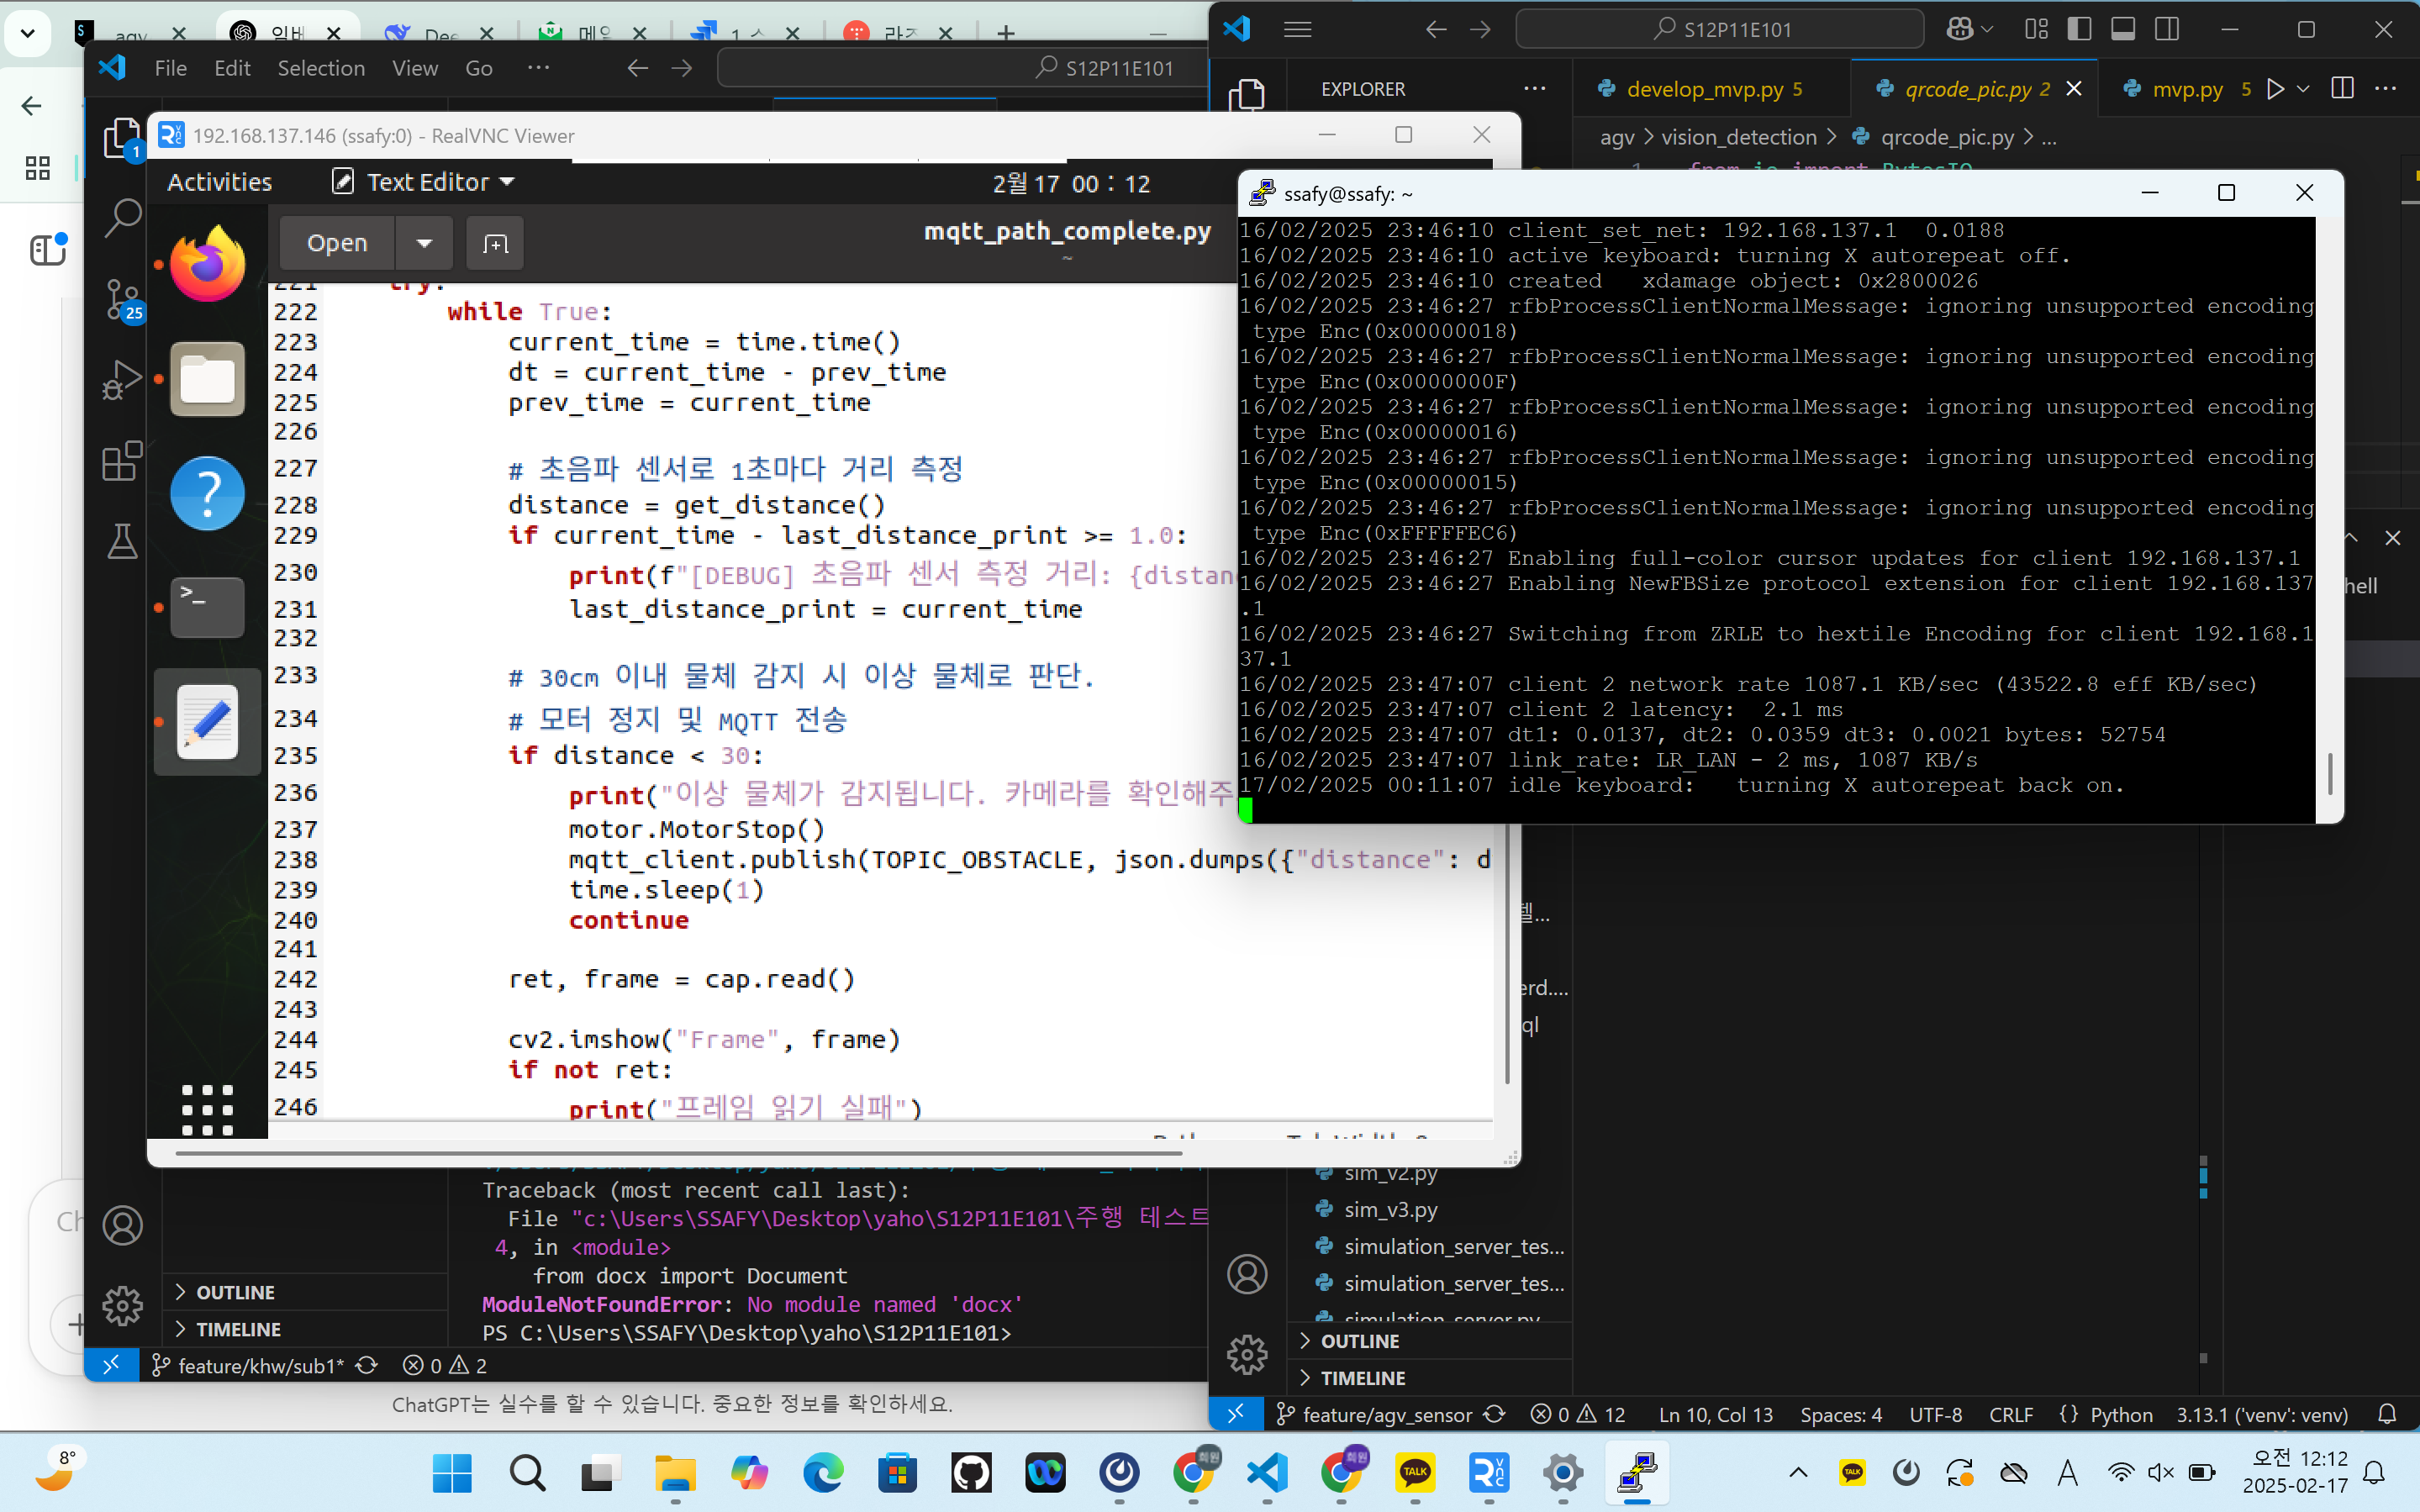 File Edit Selection View Go ···
S12P11E101
S12P11E101
192.168.137.146 (ssafy:0) - RealVNC Viewer
Activities
Text Editor
2월 17 00 : 12
Open
mqtt_path_complete.py
~
221 try:
222 while True:
223 current_time = time.time()
224 dt = current_time - prev_time
225 prev_time = current_time
226
227 # 초음파 센서로 1초마다 거리 측정
228 distance = get_distance()
229 if current_time - last_distance_print >= 1.0:
230 print(f"[DEBUG] 초음파 센서 측정 거리: {distan
231 last_distance_print = current_time
232
233 # 30cm 이내 물체 감지 시 이상 물체로 판단.
234 # 모터 정지 및 MQTT 전송
235 if distance < 30:
236 print("이상 물체가 감지됩니다. 카메라를 확인해주
237 motor.MotorStop()
238 mqtt_client.publish(TOPIC_OBSTACLE, json.dumps({"distance": d
239 time.sleep(1)
240 continue
241
242 ret, frame = cap.read()
243
244 cv2.imshow("Frame", frame)
245 if not ret:
246 print("프레임 읽기 실패")
EXPLORER
develop_mvp.py 5
qrcode_pic.py 2
mvp.py 5
agv > vision_detection > qrcode_pic.py > ...
1 from io import BytesIO
ssafy@ssafy: ~
16/02/2025 23:46:10 client_set_net: 192.168.137.1 0.0188
16/02/2025 23:46:10 active keyboard: turning X autorepeat off.
16/02/2025 23:46:10 created xdamage object: 0x2800026
16/02/2025 23:46:27 rfbProcessClientNormalMessage: ignoring unsupported encoding
type Enc(0x00000018)
16/02/2025 23:46:27 rfbProcessClientNormalMessage: ignoring unsupported encoding
type Enc(0x0000000F)
16/02/2025 23:46:27 rfbProcessClientNormalMessage: ignoring unsupported encoding
type Enc(0x00000016)
16/02/2025 23:46:27 rfbProcessClientNormalMessage: ignoring unsupported encoding
type Enc(0x00000015)
16/02/2025 23:46:27 rfbProcessClientNormalMessage: ignoring unsupported encoding
type Enc(0xFFFFFEC6)
16/02/2025 23:46:27 Enabling full-color cursor updates for client 192.168.137.1
16/02/2025 23:46:27 Enabling NewFBSize protocol extension for client 192.168.137
.1
16/02/2025 23:46:27 Switching from ZRLE to hextile Encoding for client 192.168.1
37.1
16/02/2025 23:47:07 client 2 network rate 1087.1 KB/sec (43522.8 eff KB/sec)
16/02/2025 23:47:07 client 2 latency: 2.1 ms
16/02/2025 23:47:07 dt1: 0.0137, dt2: 0.0359 dt3: 0.0021 bytes: 52754
16/02/2025 23:47:07 link_rate: LR_LAN - 2 ms, 1087 KB/s
17/02/2025 00:11:07 idle keyboard: turning X autorepeat back on.
hell
erd....
ql
Traceback (most recent call last):
File "c:\Users\SSAFY\Desktop\yaho\S12P11E101\주행 테스트
4, in <module>
from docx import Document
ModuleNotFoundError: No module named 'docx'
PS C:\Users\SSAFY\Desktop\yaho\S12P11E101>
OUTLINE
TIMELINE
feature/khw/sub1* 0 2
ChatGPT는 실수를 할 수 있습니다. 중요한 정보를 확인하세요.
sim_v2.py
sim_v3.py
simulation_server_tes...
simulation_server_tes...
simulation_server.py
OUTLINE
TIMELINE
feature/agv_sensor 0 12 Ln 10, Col 13 Spaces: 4 UTF-8 CRLF {} Python 3.13.1 ('venv': venv)
8°
오전 12:12
2025-02-17